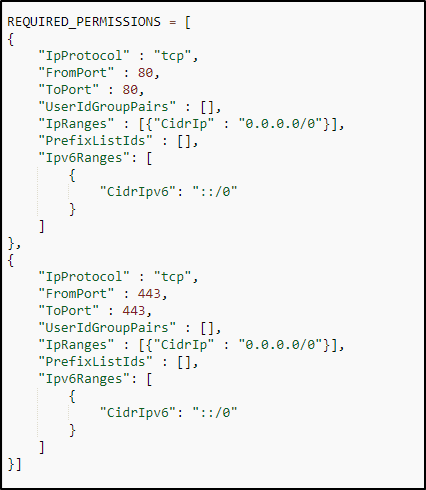 REQUIRED_PERMISSIONS = [
{
    "IpProtocol" : "tcp",
    "FromPort" : 80,
    "ToPort" : 80,
    "UserIdGroupPairs" : [],
    "IpRanges" : [{"CidrIp" : "0.0.0.0/0"}],
    "PrefixListIds" : [],
    "Ipv6Ranges": [
        {
            "CidrIpv6": "::/0"
        }
    ]
},
{
    "IpProtocol" : "tcp",
    "FromPort" : 443,
    "ToPort" : 443,
    "UserIdGroupPairs" : [],
    "IpRanges" : [{"CidrIp" : "0.0.0.0/0"}],
    "PrefixListIds" : [],
    "Ipv6Ranges": [
        {
            "CidrIpv6": "::/0"
        }
    ]
}]